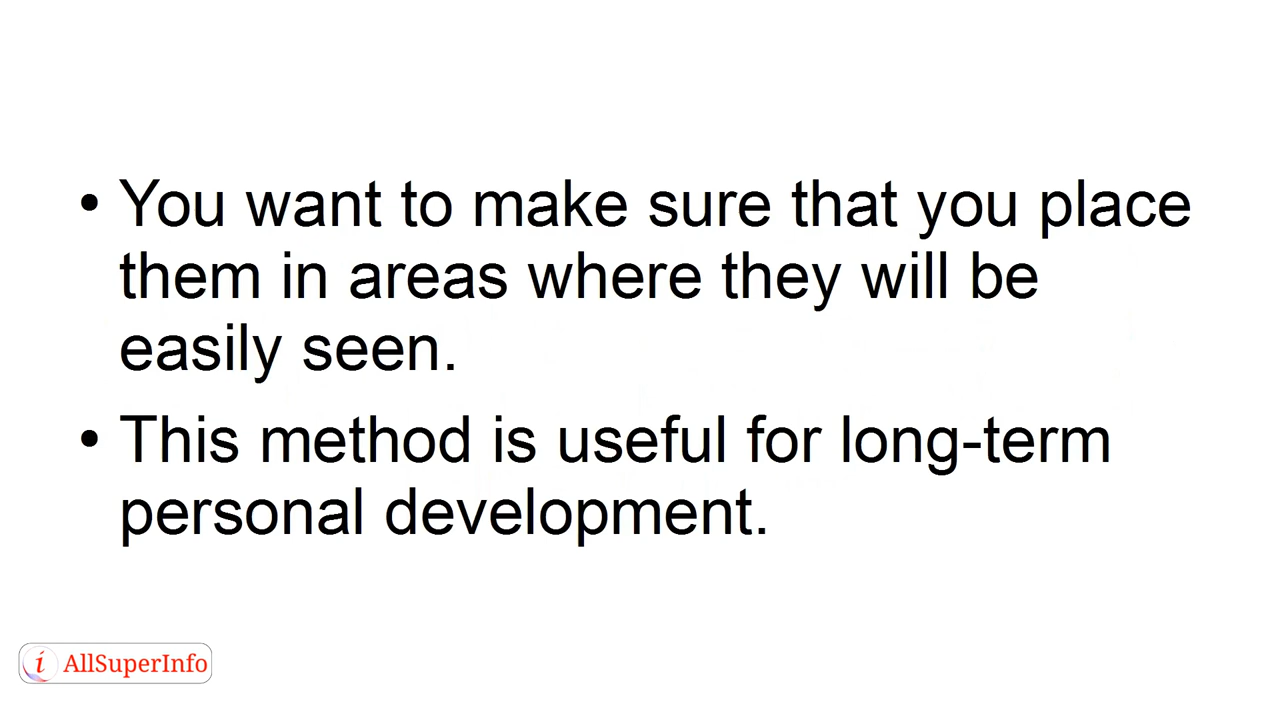 • You want to make sure that you place
them in areas where they will be
easily seen.
• This method is useful for long-term
personal development.
i AllSuperInfo